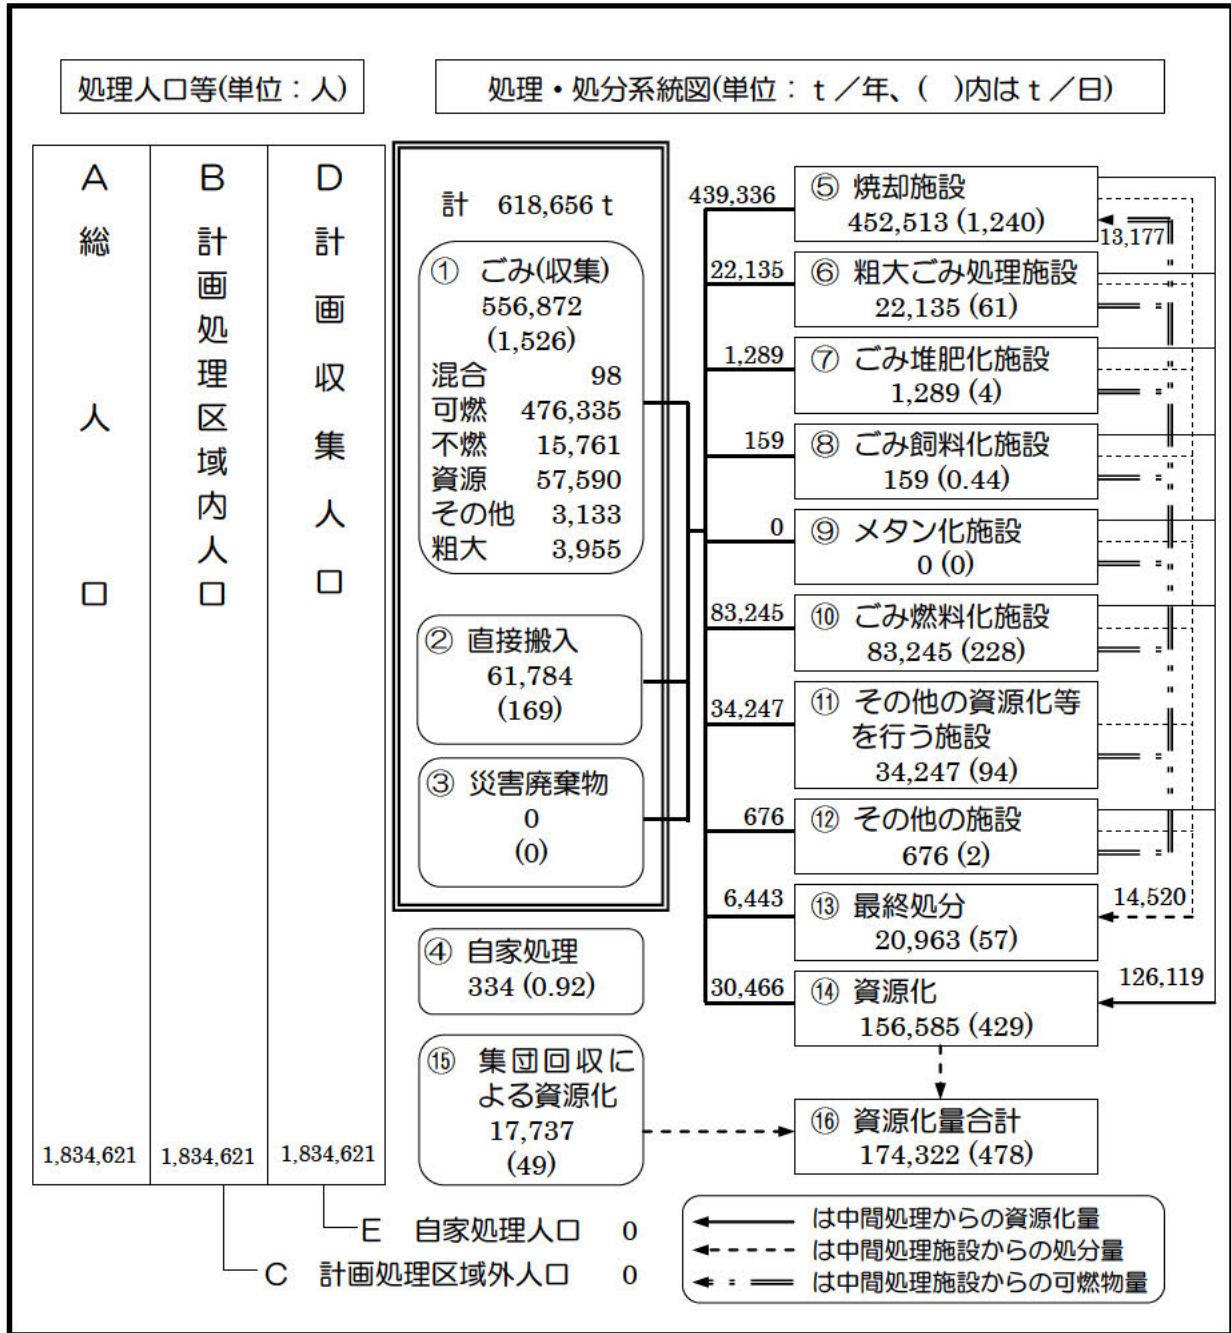 処理人口等(単位：人)
処理・処分系統図(単位：ｔ／年、( )内はｔ／日)
A 総人口
1,834,621
B 計画処理区域内人口
1,834,621
D 計画収集人口
1,834,621
E 自家処理人口 0
C 計画処理区域外人口 0
計 618,656 t
① ごみ(収集)
556,872
(1,526)
混合 98
可燃 476,335
不燃 15,761
資源 57,590
その他 3,133
粗大 3,955
② 直接搬入
61,784
(169)
③ 災害廃棄物
0
(0)
④ 自家処理
334 (0.92)
⑮ 集団回収に
よる資源化
17,737
(49)
439,336
⑤ 焼却施設
452,513 (1,240)
13,177
22,135
⑥ 粗大ごみ処理施設
22,135 (61)
1,289
⑦ ごみ堆肥化施設
1,289 (4)
159
⑧ ごみ飼料化施設
159 (0.44)
0
⑨ メタン化施設
0 (0)
83,245
⑩ ごみ燃料化施設
83,245 (228)
34,247
⑪ その他の資源化等
を行う施設
34,247 (94)
676
⑫ その他の施設
676 (2)
6,443
⑬ 最終処分
20,963 (57)
14,520
30,466
⑭ 資源化
156,585 (429)
126,119
⑯ 資源化量合計
174,322 (478)
は中間処理からの資源化量
は中間処理施設からの処分量
は中間処理施設からの可燃物量